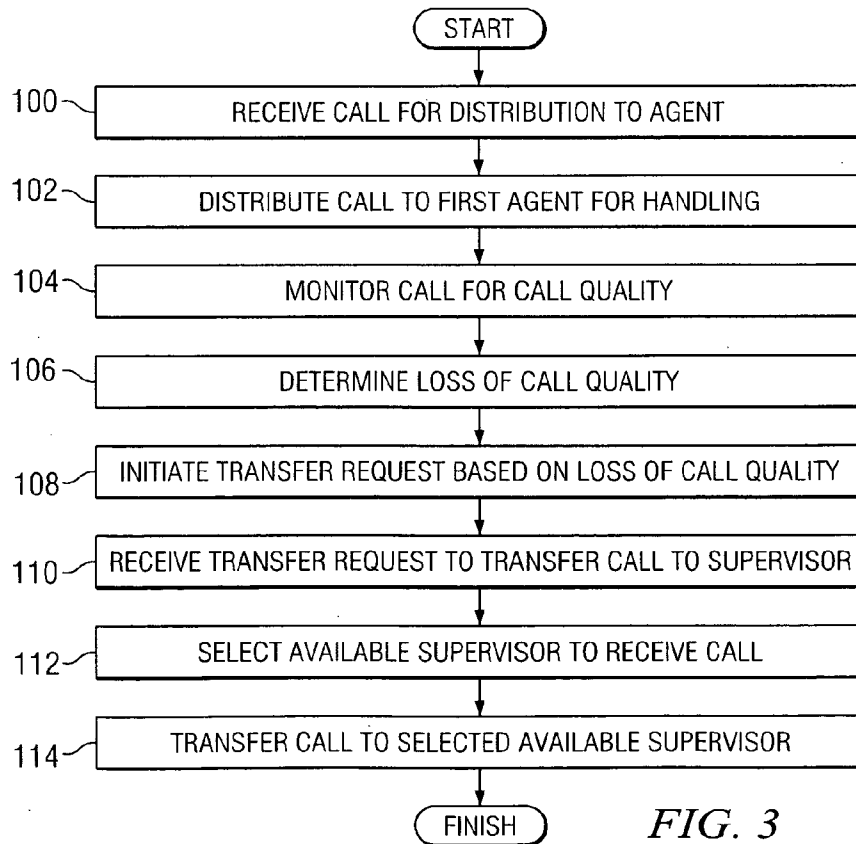 START
100 RECEIVE CALL FOR DISTRIBUTION TO AGENT
102 DISTRIBUTE CALL TO FIRST AGENT FOR HANDLING
104 MONITOR CALL FOR CALL QUALITY
106 DETERMINE LOSS OF CALL QUALITY
108 INITIATE TRANSFER REQUEST BASED ON LOSS OF CALL QUALITY
110 RECEIVE TRANSFER REQUEST TO TRANSFER CALL TO SUPERVISOR
112 SELECT AVAILABLE SUPERVISOR TO RECEIVE CALL
114 TRANSFER CALL TO SELECTED AVAILABLE SUPERVISOR
FINISH
FIG. 3